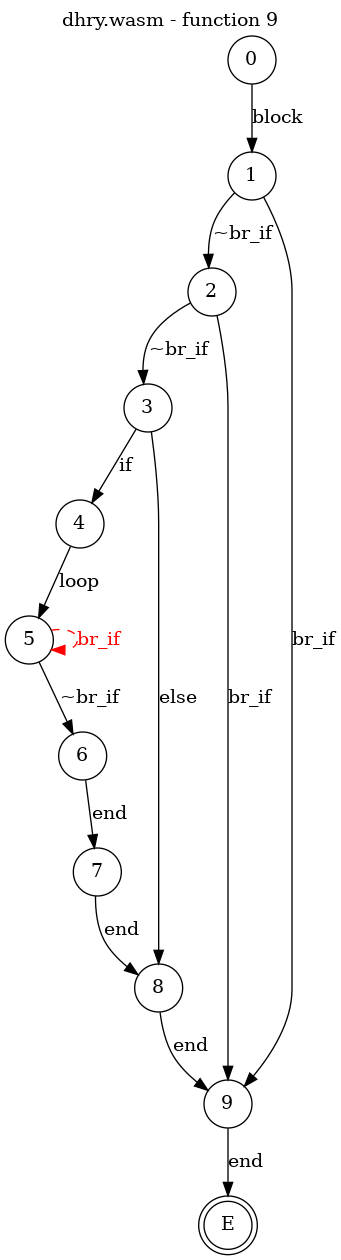 dhry.wasm - function 9
0
block
1
~br_if
2
~br_if
3
if
4
loop
5
br_if
~br_if
6
else
br_if
br_if
end
7
end
8
end
9
end
E